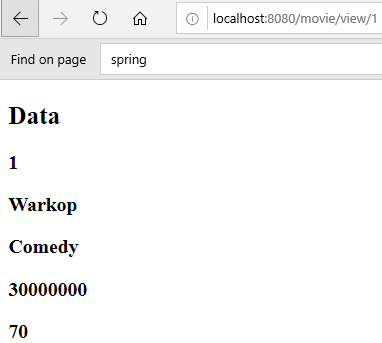 localhost:8080/movie/view/1
Find on page spring
Data
1
Warkop
Comedy
30000000
70